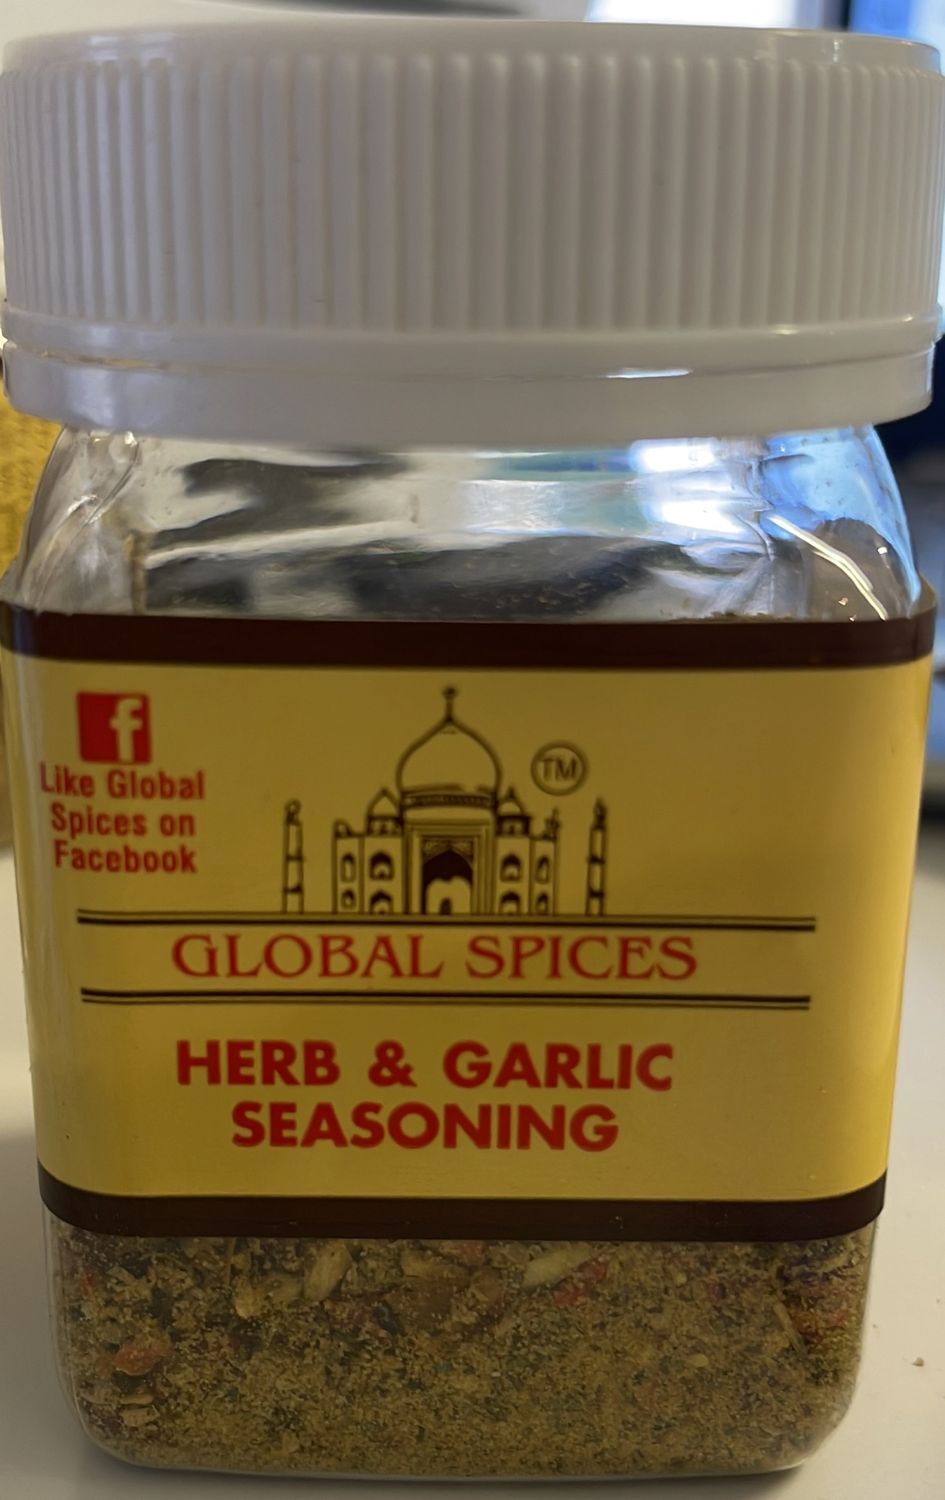 f
Like Global
Spices on
Facebook
TM
GLOBAL SPICES
HERB & GARLIC
SEASONING